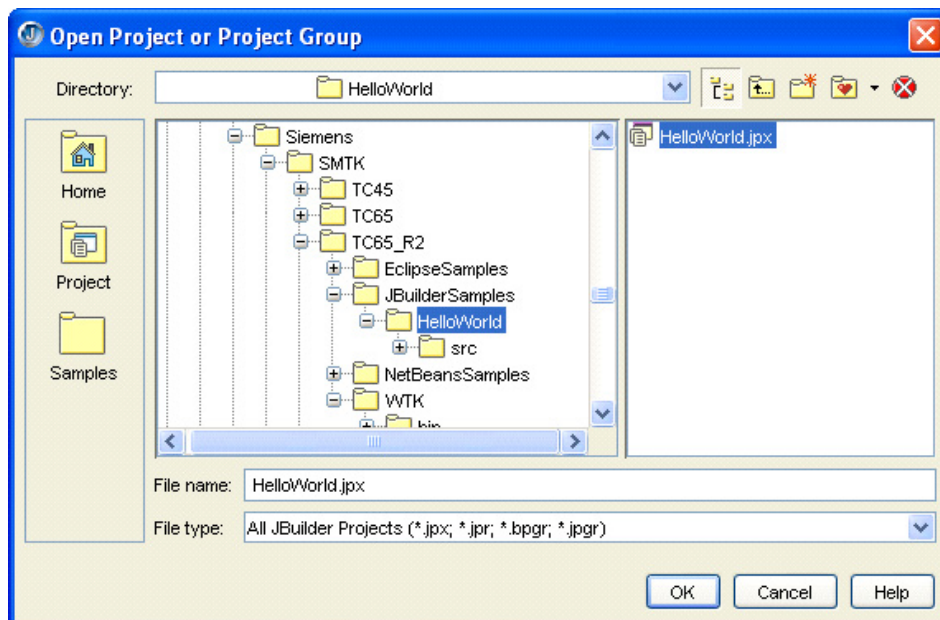 Open Project or Project Group
Directory:
HelloWorld
Home
Project
Samples
Siemens
SMTK
TC45
TC65
TC65_R2
EclipseSamples
JBuilderSamples
HelloWorld
src
NetBeansSamples
WTK
bin
HelloWorld.jpx
File name:
HelloWorld.jpx
File type:
All JBuilder Projects (*.jpx; *.jpr; *.bpgr; *.jpgr)
OK
Cancel
Help